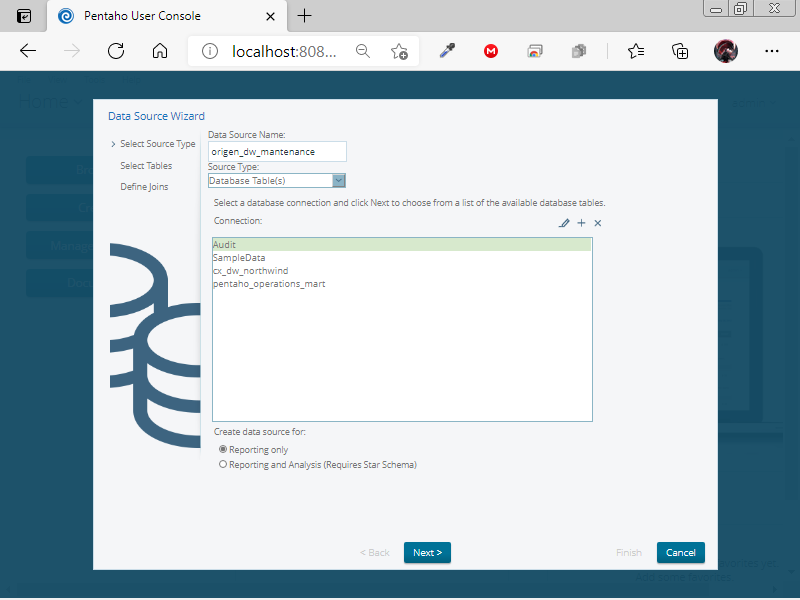 Pentaho User Console
localhost:808...
Home
Data Source Wizard
Select Source Type
Select Tables
Define Joins
Data Source Name:
origen_dw_mantenance
Source Type:
Database Table(s)
Select a database connection and click Next to choose from a list of the available database tables.
Connection:
Audit
SampleData
cx_dw_northwind
pentaho_operations_mart
Create data source for:
Reporting only
Reporting and Analysis (Requires Star Schema)
< Back
Next >
Finish
Cancel